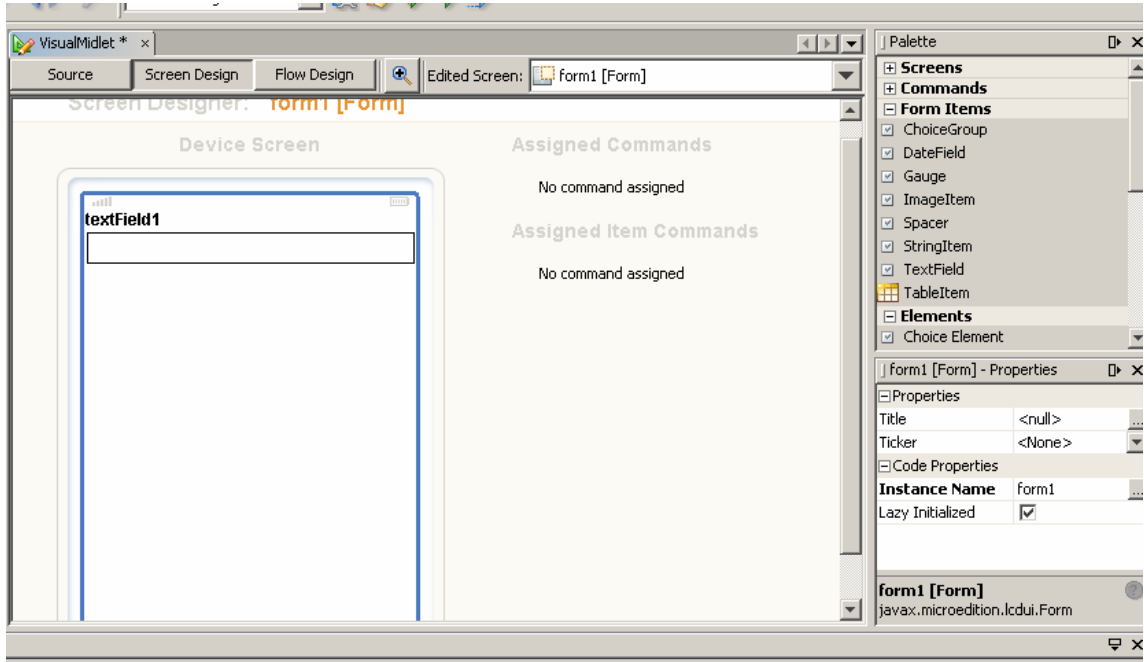 VisualMidlet *
Source Screen Design Flow Design Edited Screen: form1 [Form]
Screen Designer: form1 [Form]
Device Screen
textField1
Assigned Commands
No command assigned
Assigned Item Commands
No command assigned
Palette
Screens
Commands
Form Items
ChoiceGroup
DateField
Gauge
ImageItem
Spacer
StringItem
TextField
TableItem
Elements
Choice Element
form1 [Form] - Properties
Properties
Title <null> ...
Ticker <None>
Code Properties
Instance Name form1 ...
Lazy Initialized
form1 [Form]
javax.microedition.lcdui.Form